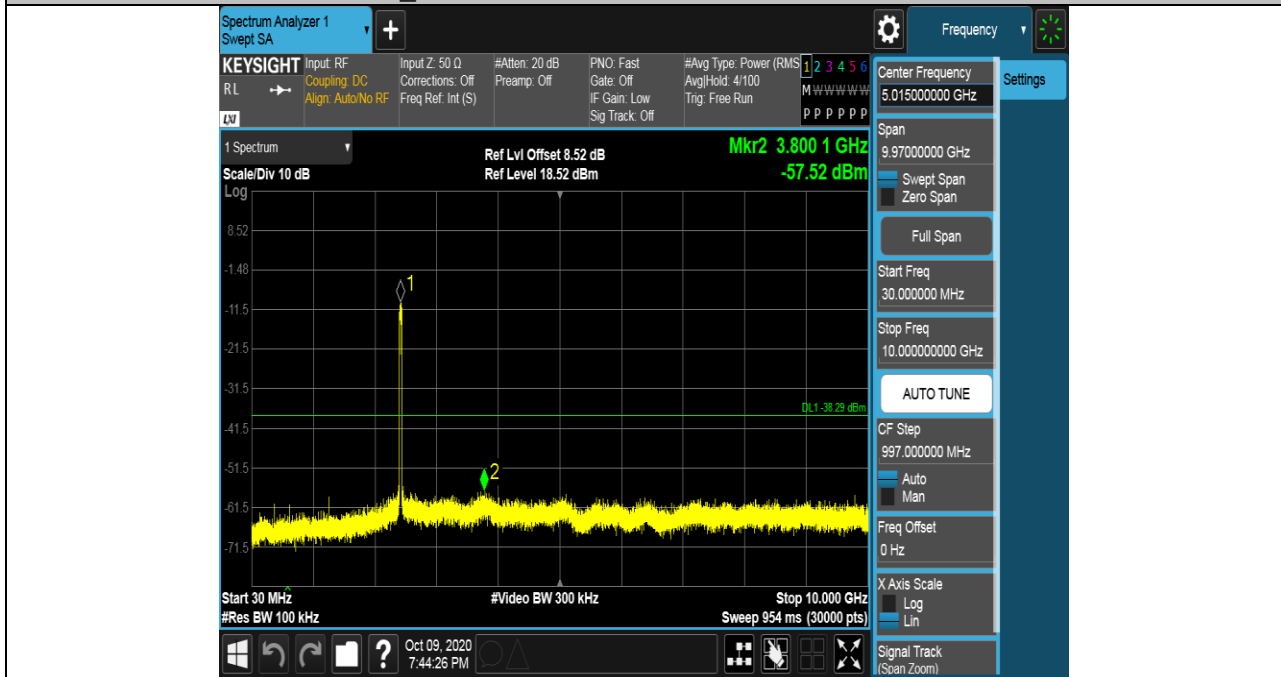 Spectrum Analyzer 1
Swept SA
+
Frequency
KEYSIGHT
RL
LXI
Input: RF
Coupling: DC
Align: Auto/No RF
Input Z: 50 Ω
Corrections: Off
Freq Ref: Int (S)
#Atten: 20 dB
Preamp: Off
PNO: Fast
Gate: Off
IF Gain: Low
Sig Track: Off
#Avg Type: Power (RMS
Avg|Hold: 4/100
Trig: Free Run
1 2 3 4 5 6
M W W W W W
P P P P P P
1 Spectrum
Scale/Div 10 dB
Ref Lvl Offset 8.52 dB
Ref Level 18.52 dBm
Mkr2 3.800 1 GHz
-57.52 dBm
Log
8.52
-1.48
-11.5
-21.5
-31.5
-41.5
-51.5
-61.5
-71.5
1
2
DL1 -38.29 dBm
Start 30 MHz
#Res BW 100 kHz
#Video BW 300 kHz
Stop 10.000 GHz
Sweep 954 ms (30000 pts)
Center Frequency
5.015000000 GHz
Settings
Span
9.97000000 GHz
Swept Span
Zero Span
Full Span
Start Freq
30.000000 MHz
Stop Freq
10.000000000 GHz
AUTO TUNE
CF Step
997.000000 MHz
Auto
Man
Freq Offset
0 Hz
X Axis Scale
Log
Lin
Signal Track
(Span Zoom)
?
Oct 09, 2020
7:44:26 PM